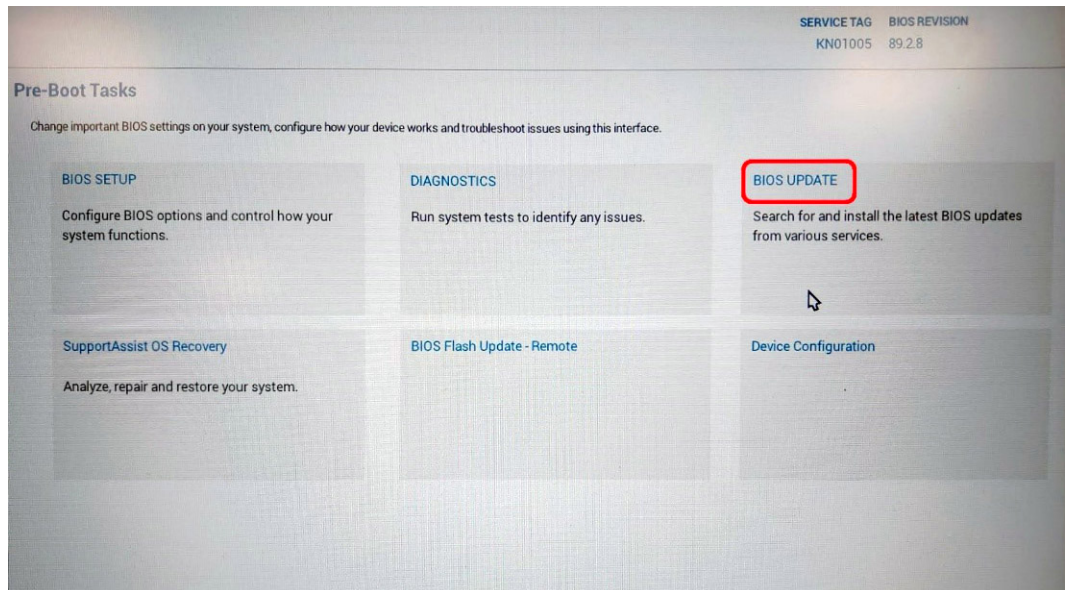 SERVICE TAG BIOS REVISION
KN01005 89.2.8
Pre-Boot Tasks
Change important BIOS settings on your system, configure how your device works and troubleshoot issues using this interface.
BIOS SETUP
Configure BIOS options and control how your
system functions.
DIAGNOSTICS
Run system tests to identify any issues.
BIOS UPDATE
Search for and install the latest BIOS updates
from various services.
SupportAssist OS Recovery
Analyze, repair and restore your system.
BIOS Flash Update - Remote
Device Configuration